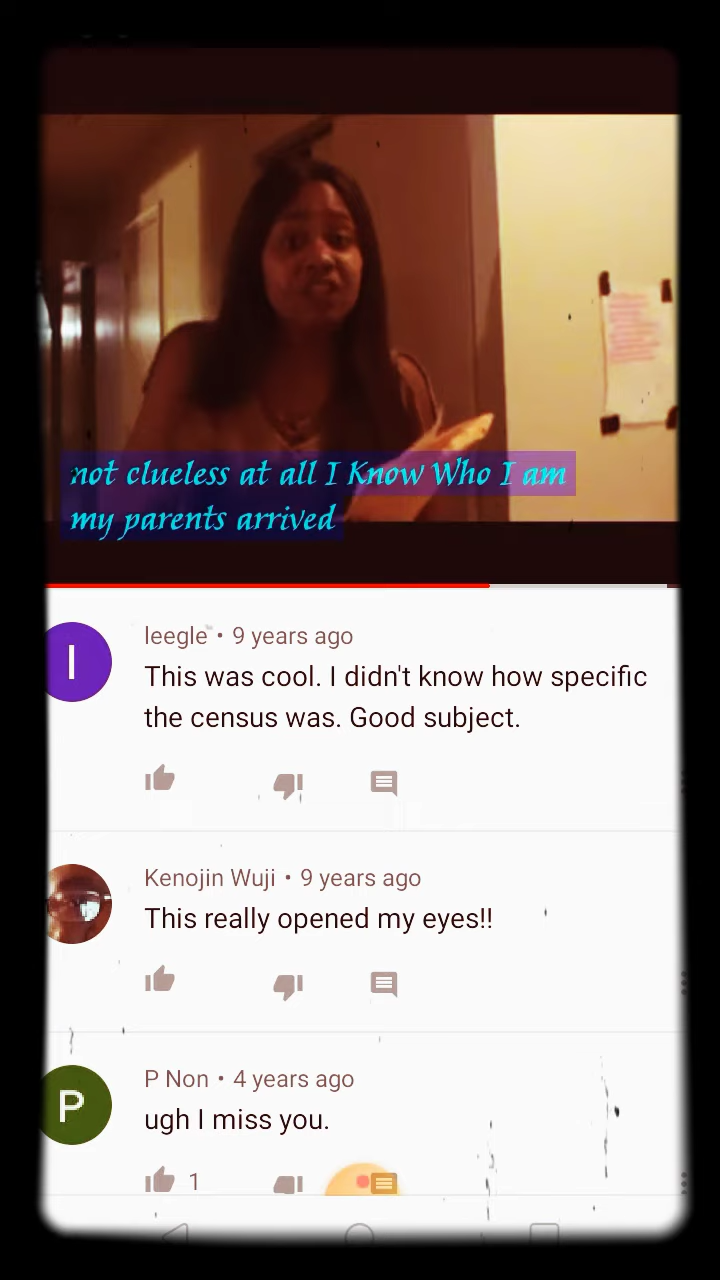 not clueless at all I Know Who I am
my parents arrived
I
leegle • 9 years ago
This was cool. I didn't know how specific
the census was. Good subject.
Kenojin Wuji • 9 years ago
This really opened my eyes!!
P
P Non • 4 years ago
ugh I miss you.
1